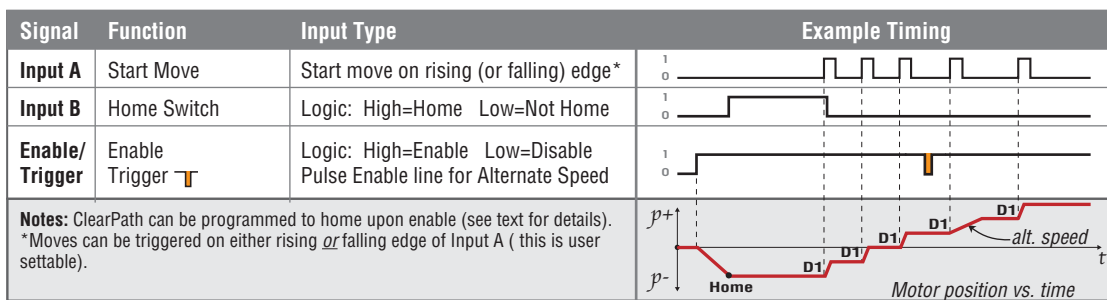 Signal Function Input Type Example Timing
Input A Start Move Start move on rising (or falling) edge* 1
0
Input B Home Switch Logic: High=Home Low=Not Home 1
0
Enable/ Enable Logic: High=Enable Low=Disable 1
Trigger Trigger Pulse Enable line for Alternate Speed 0
Notes: ClearPath can be programmed to home upon enable (see text for details).
*Moves can be triggered on either rising or falling edge of Input A ( this is user
settable).
p+
D1
D1
alt. speed
D1
t
D1
D1
p-
Home
Motor position vs. time